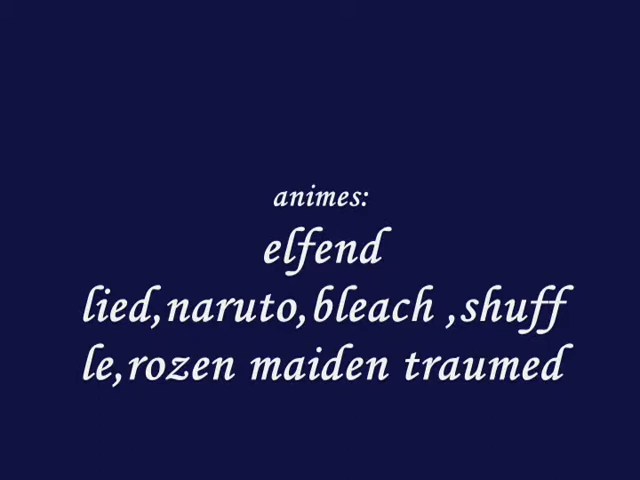 animes:
elfend
lied,naruto,bleach ,shuff
le,rozen maiden traumed